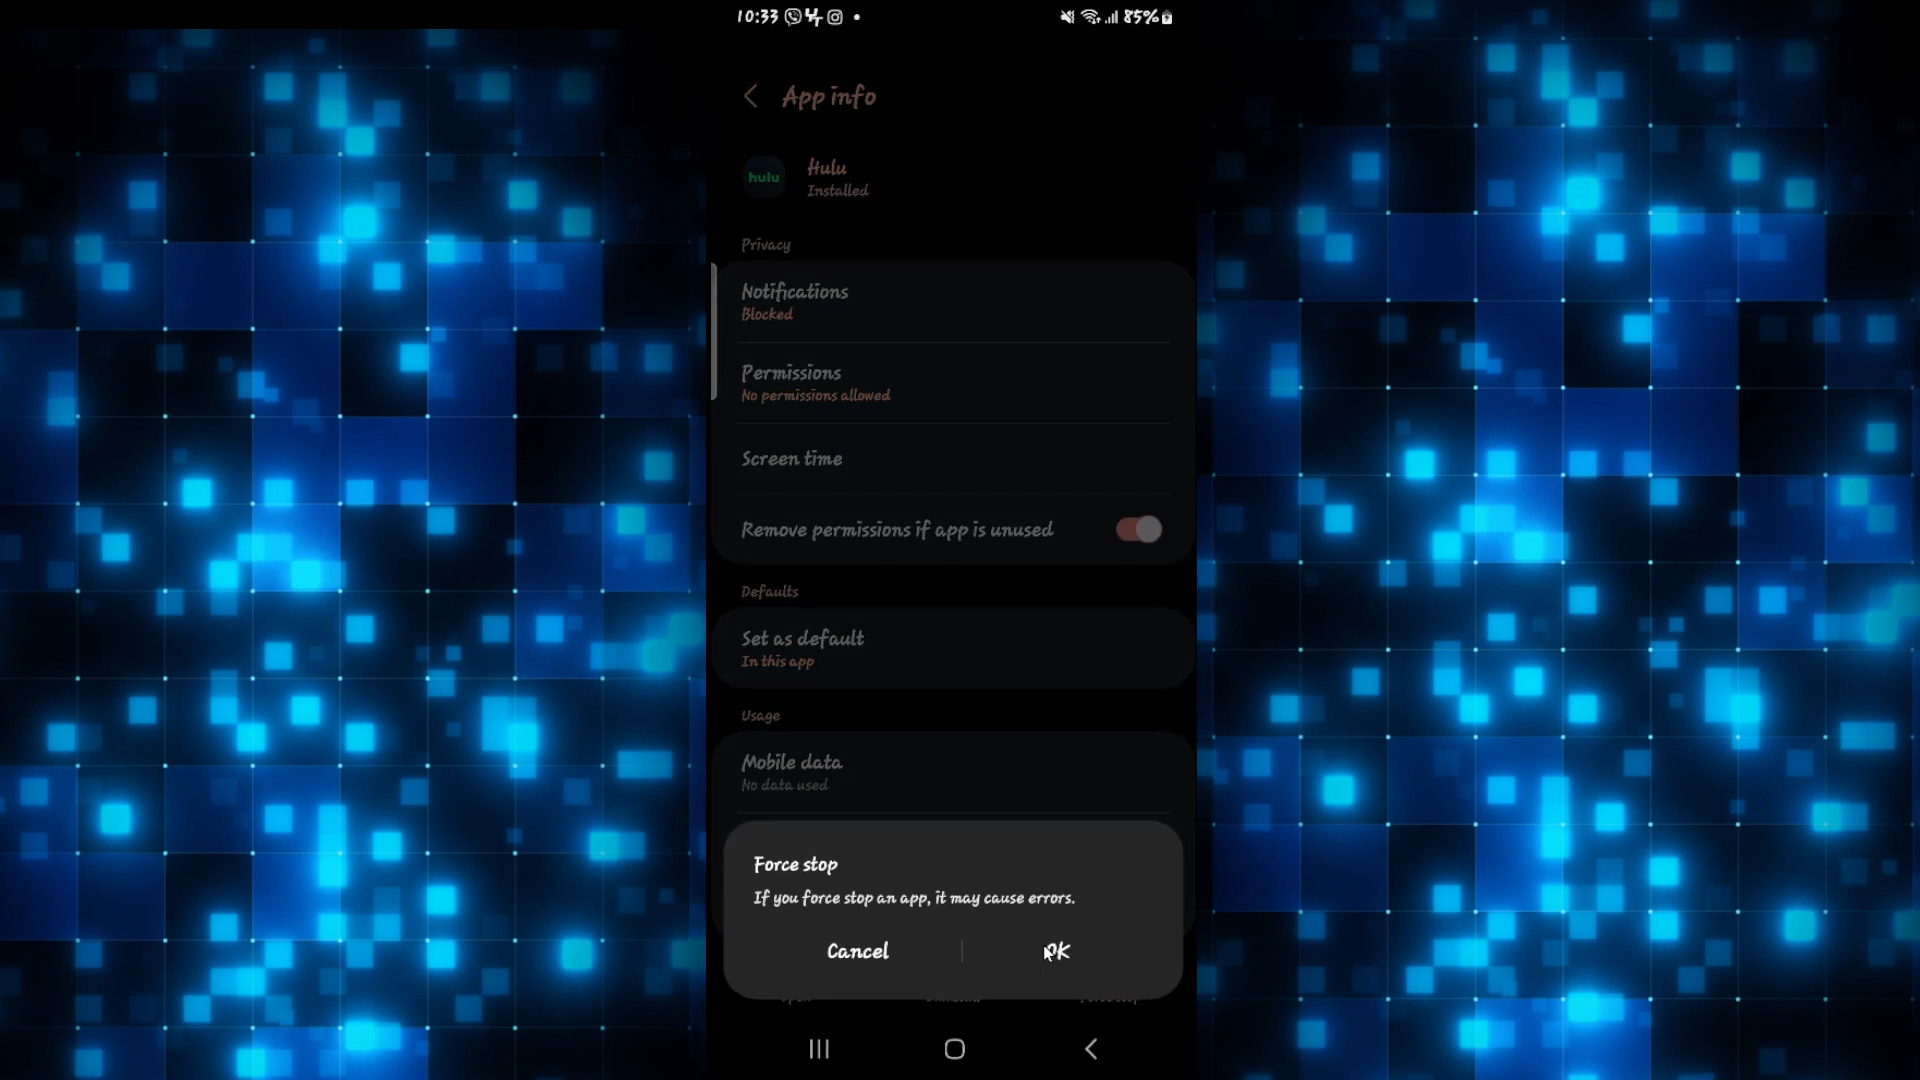 10:33
85%
App info
hulu
Hulu
Installed
Privacy
Notifications
Blocked
Permissions
No permissions allowed
Screen time
Remove permissions if app is unused
Defaults
Set as default
In this app
Usage
Mobile data
No data used
Force stop
If you force stop an app, it may cause errors.
Cancel
OK